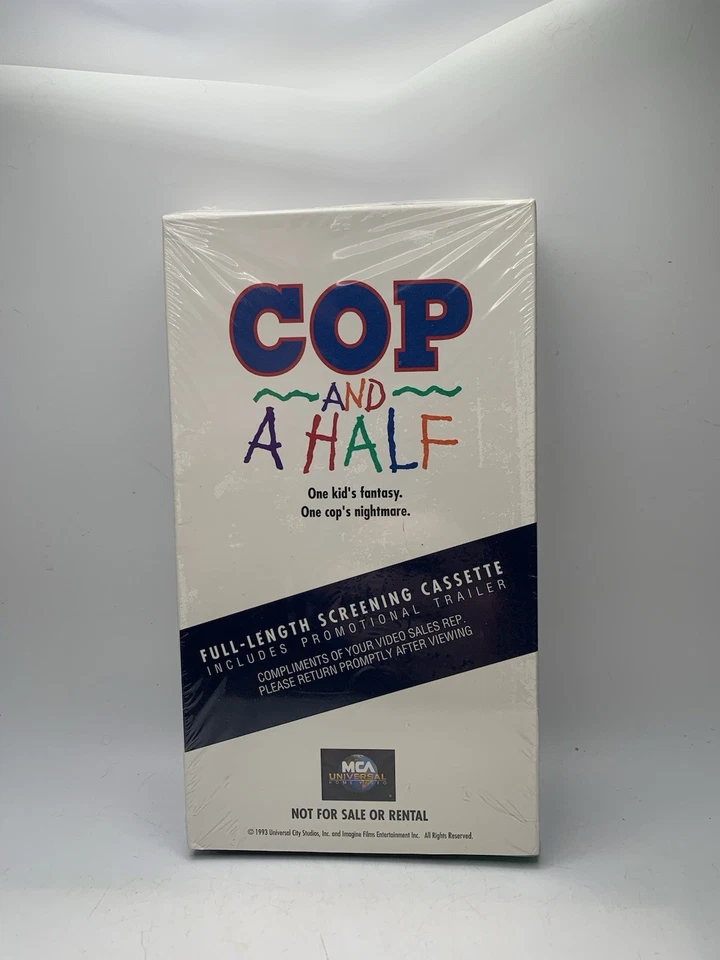 COP
AND
A HALF
One kid's fantasy.
One cop's nightmare.
FULL-LENGTH SCREENING CASSETTE
INCLUDES PROMOTIONAL TRAILER
COMPLIMENTS OF YOUR VIDEO SALES REP.
PLEASE RETURN PROMPTLY AFTER VIEWING
MCA
UNIVERSAL
HOME VIDEO
NOT FOR SALE OR RENTAL
© 1993 Universal City Studios, Inc. and Imagine Films Entertainment Inc. All Rights Reserved.